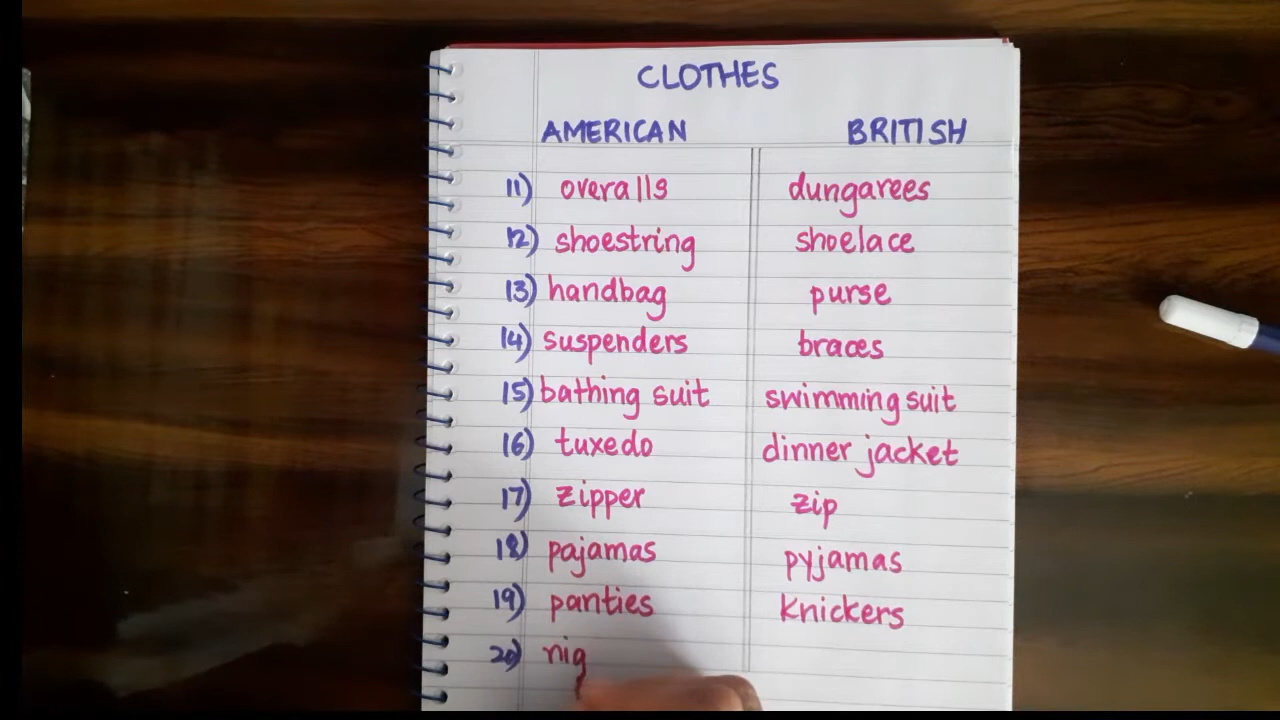 CLOTHES
AMERICAN BRITISH
11) overalls dungarees
12) shoestring shoelace
13) handbag purse
14) suspenders braces
15) bathing suit swimming suit
16) tuxedo dinner jacket
17) zipper zip
18) pajamas pyjamas
19) panties knickers
20) nig